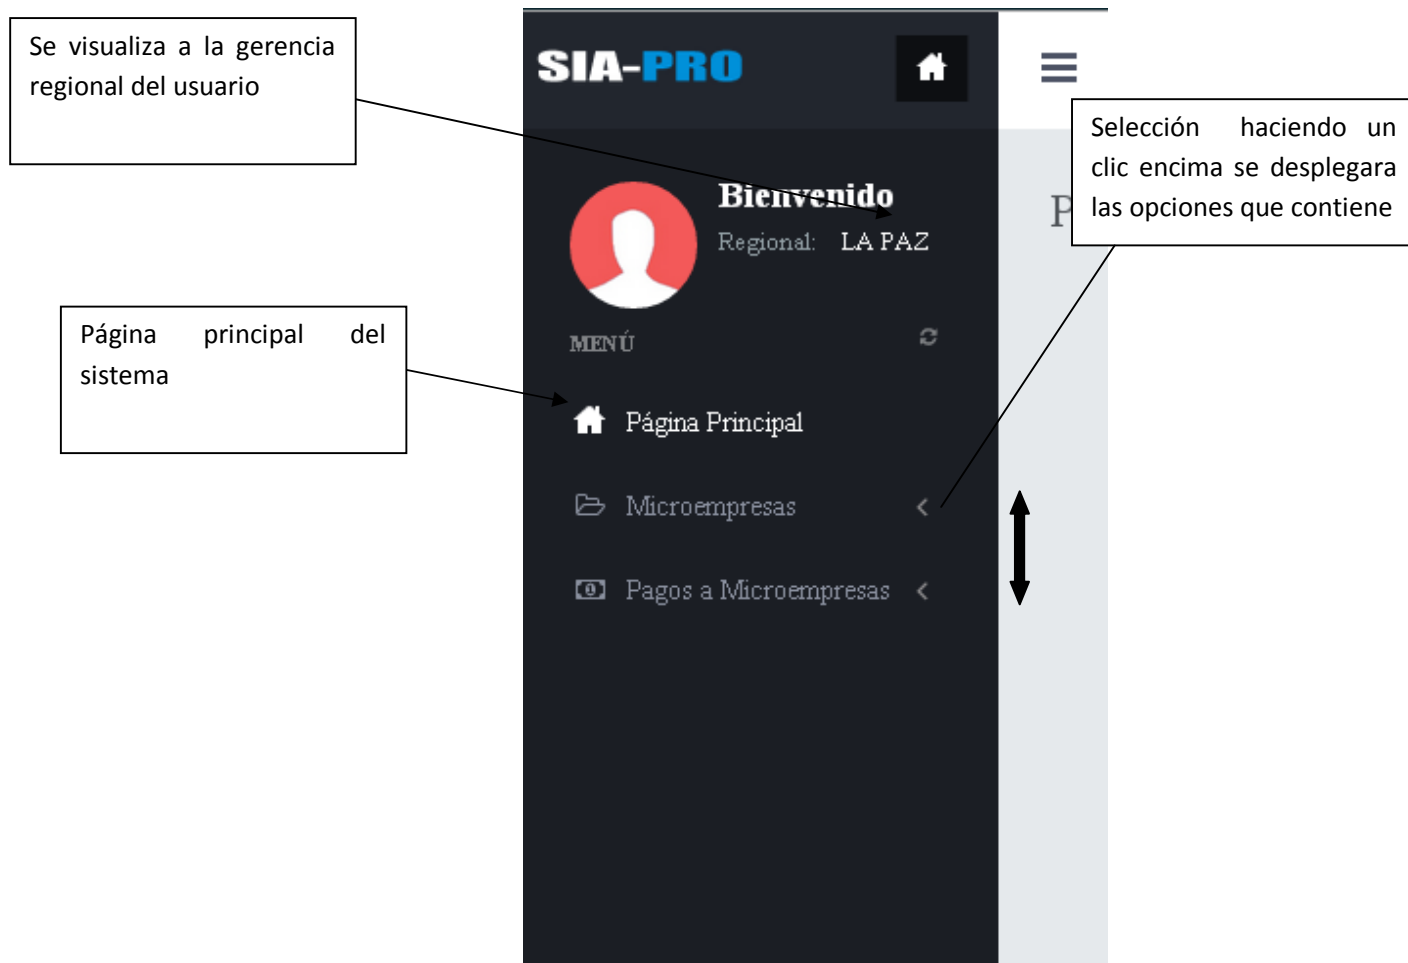 Se visualiza a la gerencia
regional del usuario
SIA-PRO
Selección haciendo un
clic encima se desplegara
las opciones que contiene
Bienvenido
Regional: LA PAZ
P
Página principal del
sistema
MENÚ
Página Principal
Microempresas
Pagos a Microempresas